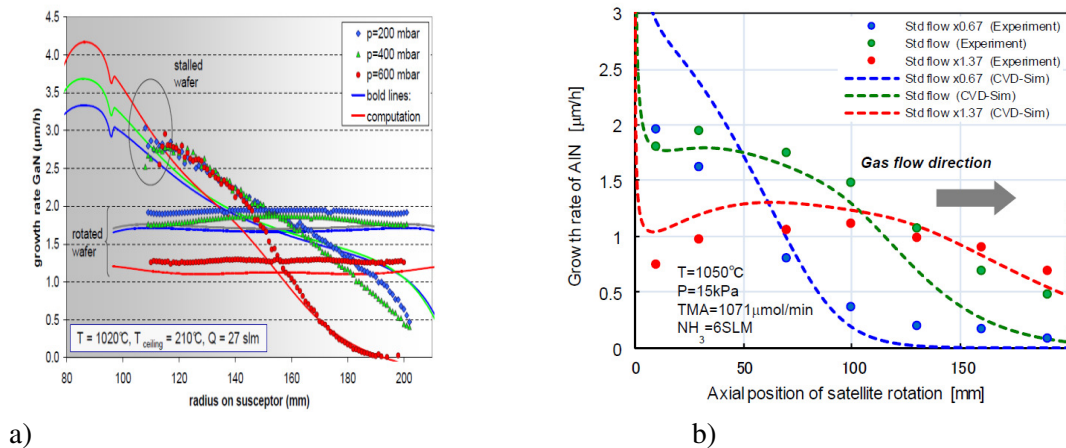 4.5
4.0
3.5
3.0
2.5
2.0
1.5
1.0
0.5
0.0
growth rate GaN (µm/h)
stalled
wafer
rotated
wafer
p=200 mbar
p=400 mbar
p=600 mbar
bold lines:
computation
T = 1020℃, T ceiling = 210℃, Q = 27 slm
80 100 120 140 160 180 200
radius on susceptor (mm)
a)
3
2.5
2
1.5
1
0.5
0
Growth rate of AlN [µm/h]
Std flow x0.67 (Experiment)
Std flow (Experiment)
Std flow x1.37 (Experiment)
Std flow x0.67 (CVD-Sim)
Std flow (CVD-Sim)
Std flow x1.37 (CVD-Sim)
Gas flow direction
T=1050℃
P=15kPa
TMA=1071µmol/min
NH3=6SLM
0 50 100 150
Axial position of satellite rotation [mm]
b)